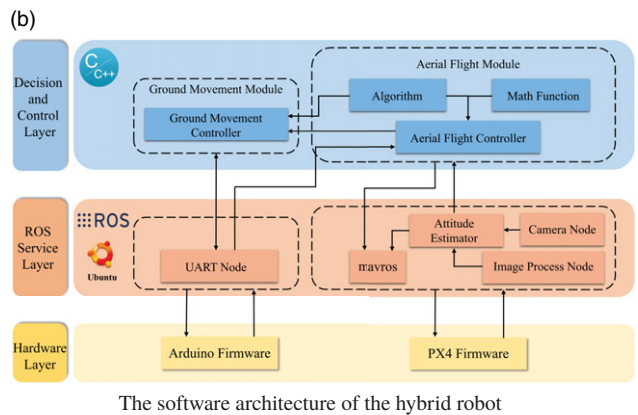 (b)
Decision and
Control
Layer
C
C/C++
Ground Movement Module
Ground Movement
Controller
Aerial Flight Module
Algorithm
Math Function
Aerial Flight Controller
ROS
Service
Layer
ROS
Ubuntu
UART Node
Attitude
Estimator
Camera Node
mavros
Image Process Node
Hardware
Layer
Arduino Firmware
PX4 Firmware
The software architecture of the hybrid robot